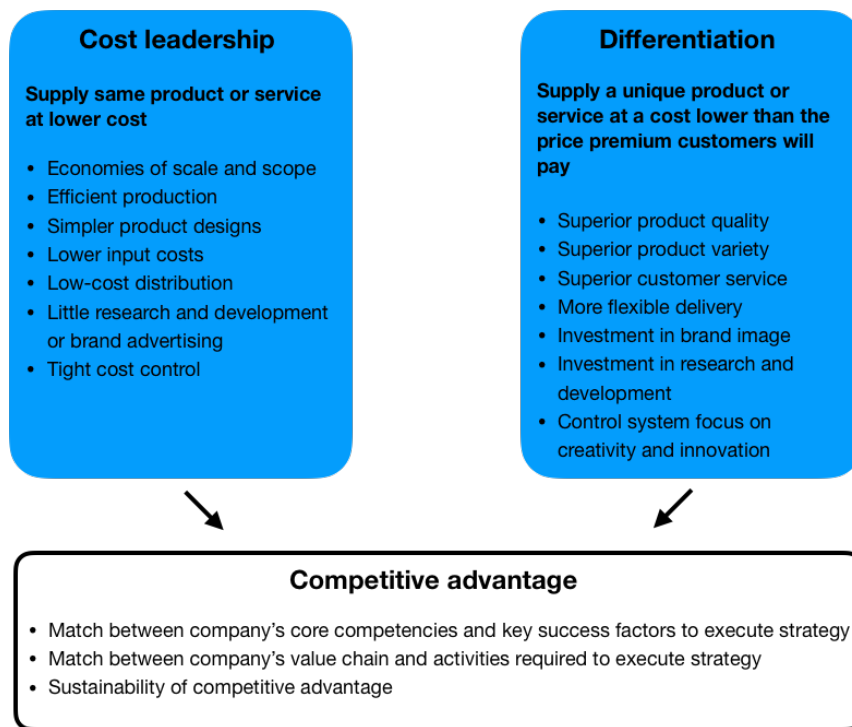 Cost leadership
Supply same product or service
at lower cost
• Economies of scale and scope
• Efficient production
• Simpler product designs
• Lower input costs
• Low-cost distribution
• Little research and development
or brand advertising
• Tight cost control
Differentiation
Supply a unique product or
service at a cost lower than the
price premium customers will
pay
• Superior product quality
• Superior product variety
• Superior customer service
• More flexible delivery
• Investment in brand image
• Investment in research and
development
• Control system focus on
creativity and innovation
Competitive advantage
• Match between company’s core competencies and key success factors to execute strategy
• Match between company’s value chain and activities required to execute strategy
• Sustainability of competitive advantage